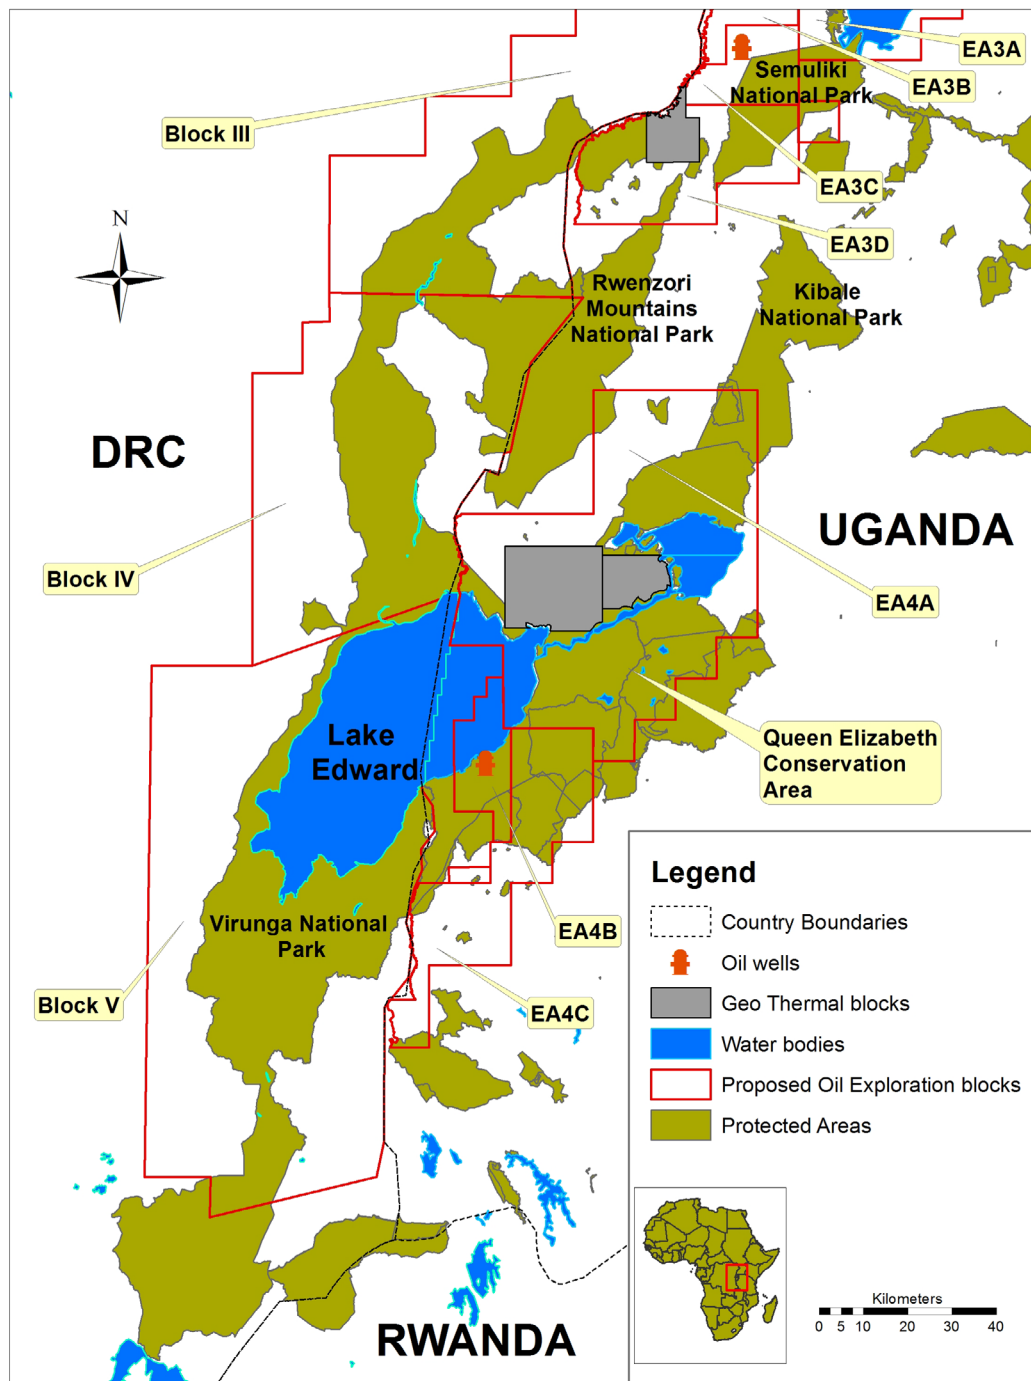 EA3A
Semuliki
National Park
EA3B
Block III
EA3C
N
EA3D
Rwenzori
Mountains
National Park
Kibale
National Park
DRC
UGANDA
Block IV
EA4A
Lake
Edward
Queen Elizabeth
Conservation
Area
Virunga National
Park
EA4B
Block V
EA4C
RWANDA
Legend
Country Boundaries
Oil wells
Geo Thermal blocks
Water bodies
Proposed Oil Exploration blocks
Protected Areas
Kilometers
0 5 10 20 30 40